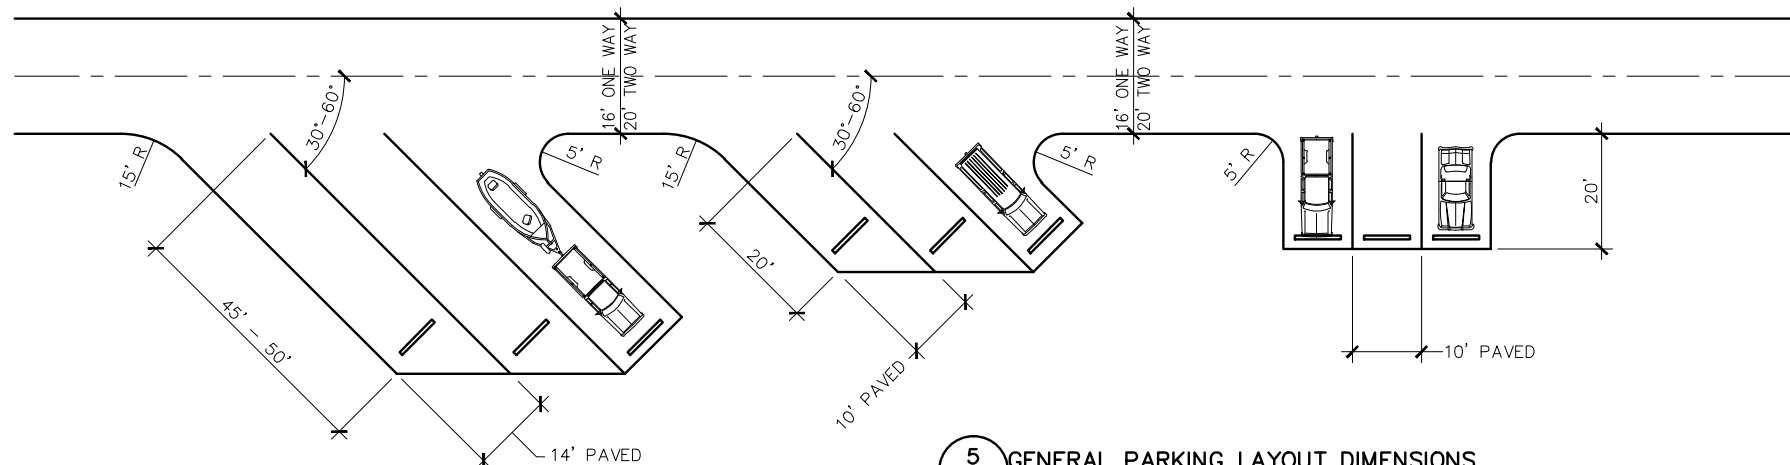 16' ONE WAY
20' TWO WAY
16' ONE WAY
20' TWO WAY
30°-60°
30°-60°
15' R
5' R
15' R
5' R
5' R
20'
20'
45' - 50'
10' PAVED
10' PAVED
14' PAVED
5
GENERAL PARKING LAYOUT DIMENSIONS